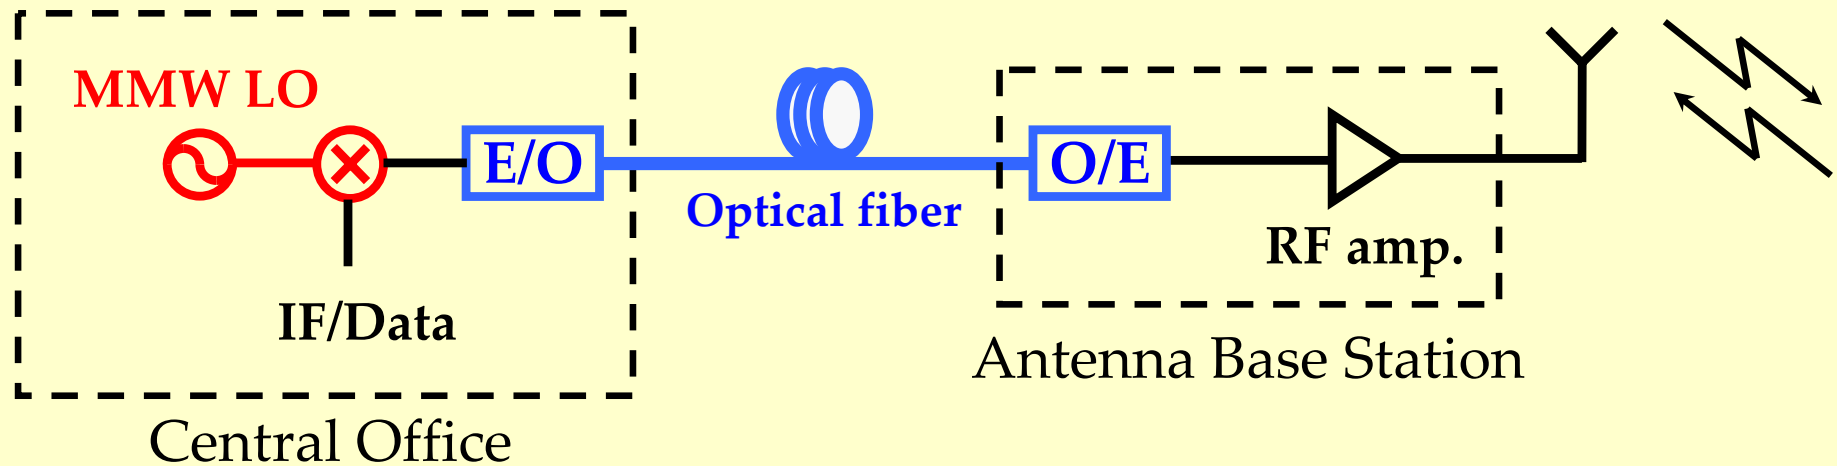 MMW LO
E/O
O/E
Optical fiber
RF amp.
IF/Data
Antenna Base Station
Central Office